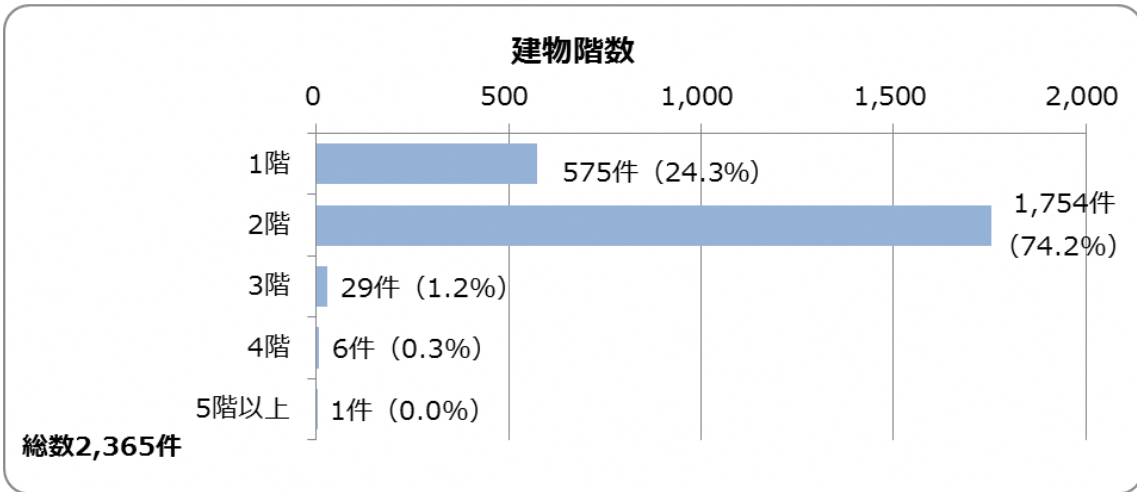 建物階数
0 500 1,000 1,500 2,000
1階 575件（24.3%）
2階 1,754件
（74.2%）
3階 29件（1.2%）
4階 6件（0.3%）
5階以上 1件（0.0%）
総数2,365件